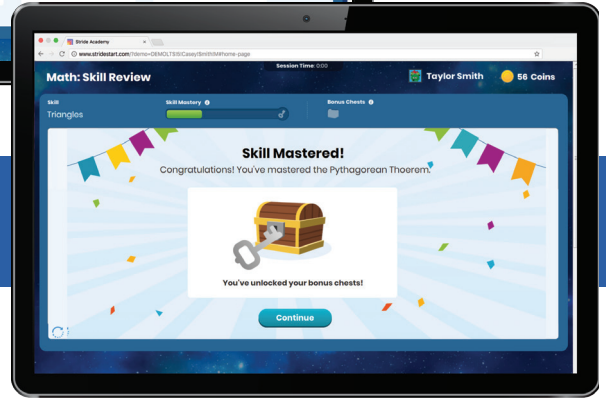 Stride Academy
www.stridestart.com/?demo=DEMOLTSIS|Casey|Smith|M#home-page
Session Time: 0:00
Math: Skill Review
Taylor Smith
56 Coins
Skill
Skill Mastery
Bonus Chests
Triangles
Skill Mastered!
Congratulations! You've mastered the Pythagorean Thoerem.
You've unlocked your bonus chests!
Continue